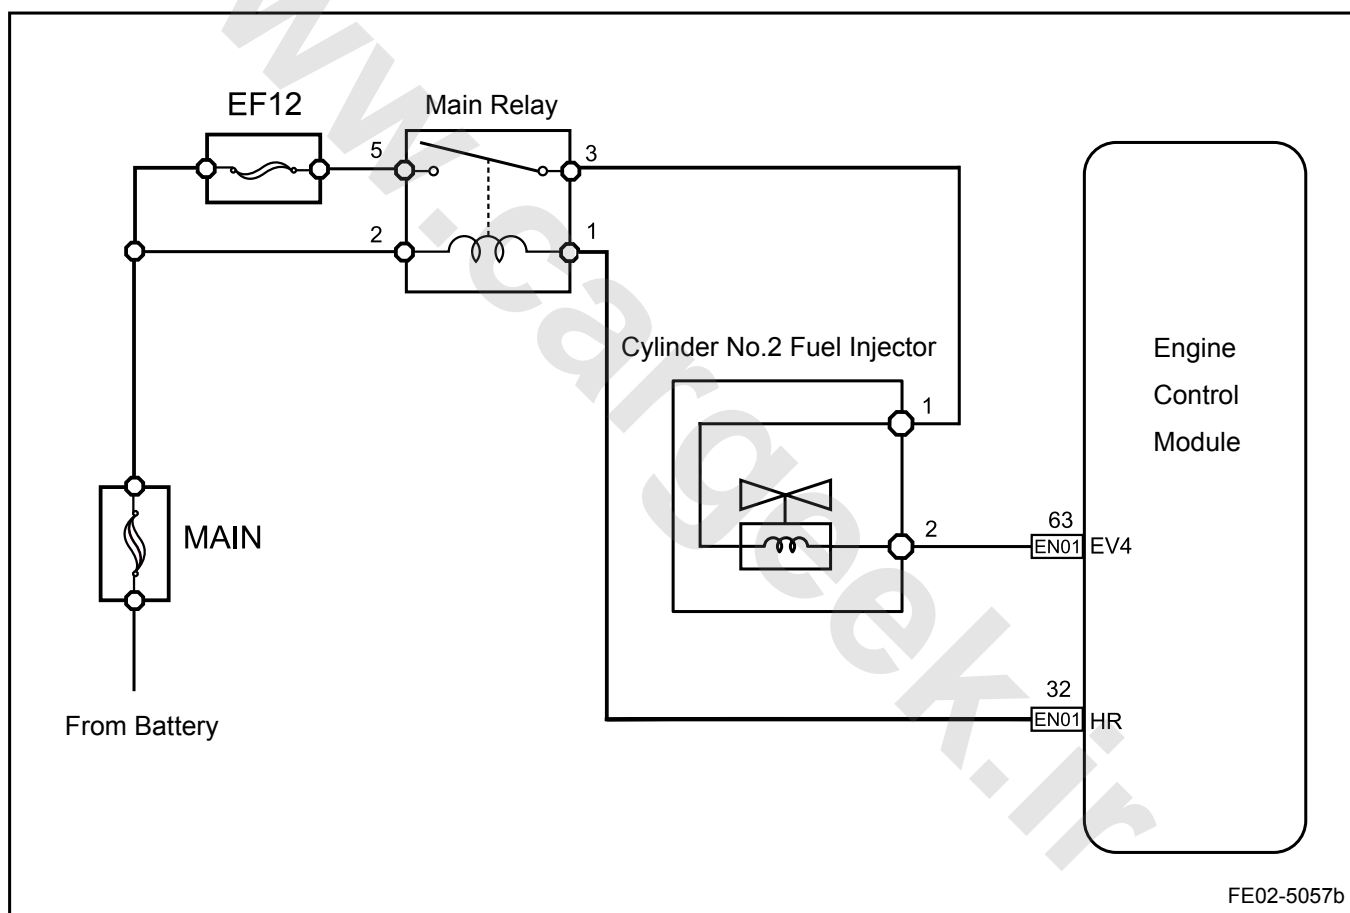 EF12
Main Relay
5
3
2
1
Cylinder No.2 Fuel Injector
1
2
Engine
Control
Module
MAIN
63
EN01 EV4
32
EN01 HR
From Battery
FE02-5057b
www.cargeek.ir